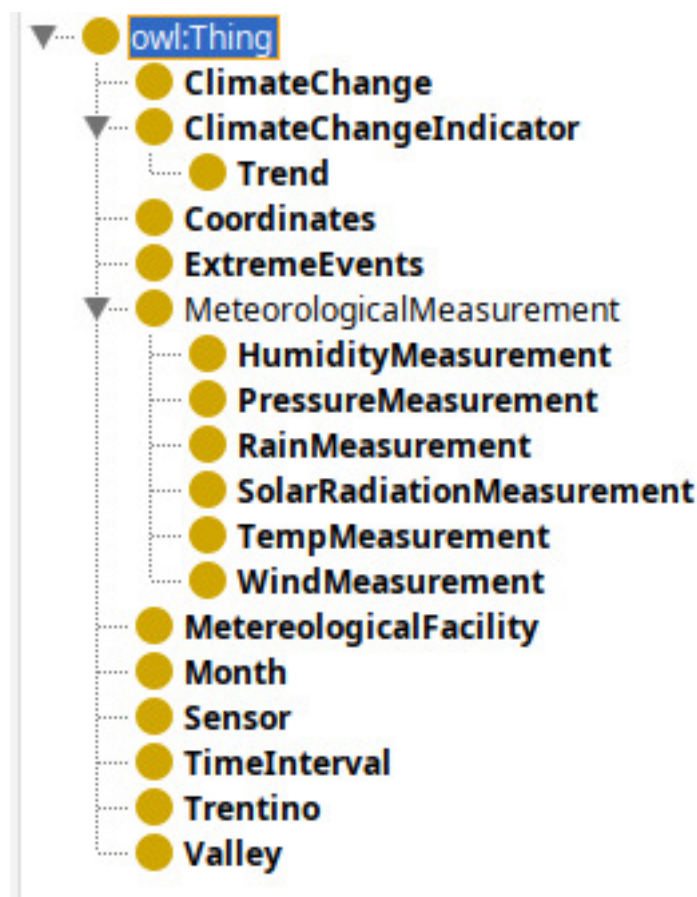 owl:Thing
ClimateChange
ClimateChangeIndicator
Trend
Coordinates
ExtremeEvents
MeteorologicalMeasurement
HumidityMeasurement
PressureMeasurement
RainMeasurement
SolarRadiationMeasurement
TempMeasurement
WindMeasurement
MetereologicalFacility
Month
Sensor
TimeInterval
Trentino
Valley